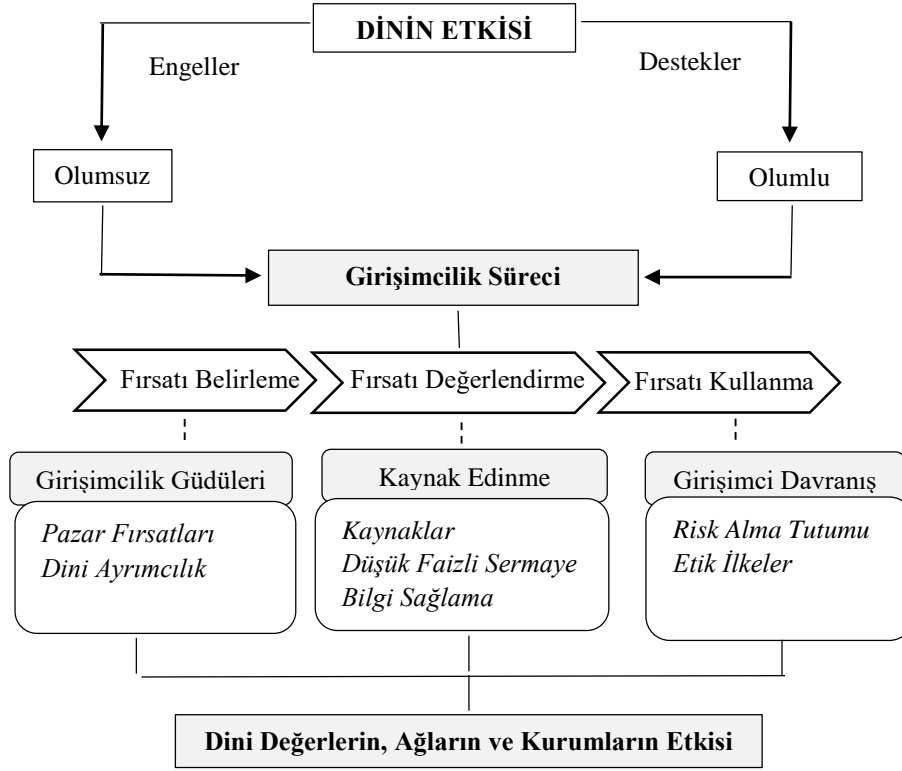 DİNİN ETKİSİ
Engeller
Destekler
Olumsuz
Olumlu
Girişimcilik Süreci
Fırsatı Belirleme
Fırsatı Değerlendirme
Fırsatı Kullanma
Girişimcilik Güdüleri
Kaynak Edinme
Girişimci Davranış
Pazar Fırsatları
Dini Ayrımcılık
Kaynaklar
Düşük Faizli Sermaye
Bilgi Sağlama
Risk Alma Tutumu
Etik İlkeler
Dini Değerlerin, Ağların ve Kurumların Etkisi